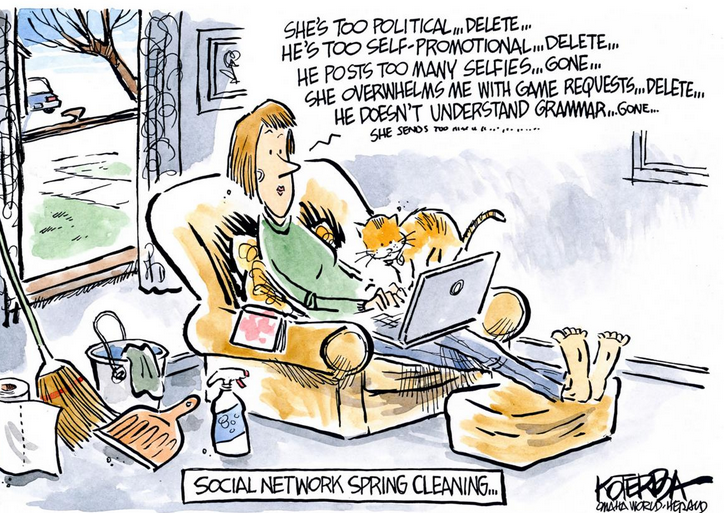 SHE'S TOO POLITICAL,,,DELETE,,,
HE'S TOO SELF-PROMOTIONAL,,,DELETE,,,
HE POSTS TOO MANY SELFIES,,,GONE,,,
SHE OVERWHELMS ME WITH GAME REQUESTS,,,DELETE,,,
HE DOESN'T UNDERSTAND GRAMMAR,,,GONE,,,
SHE SENDS TOO
SOCIAL NETWORK SPRING CLEANING,,,
KOTERBA
OMAHA WORLD-HERALD